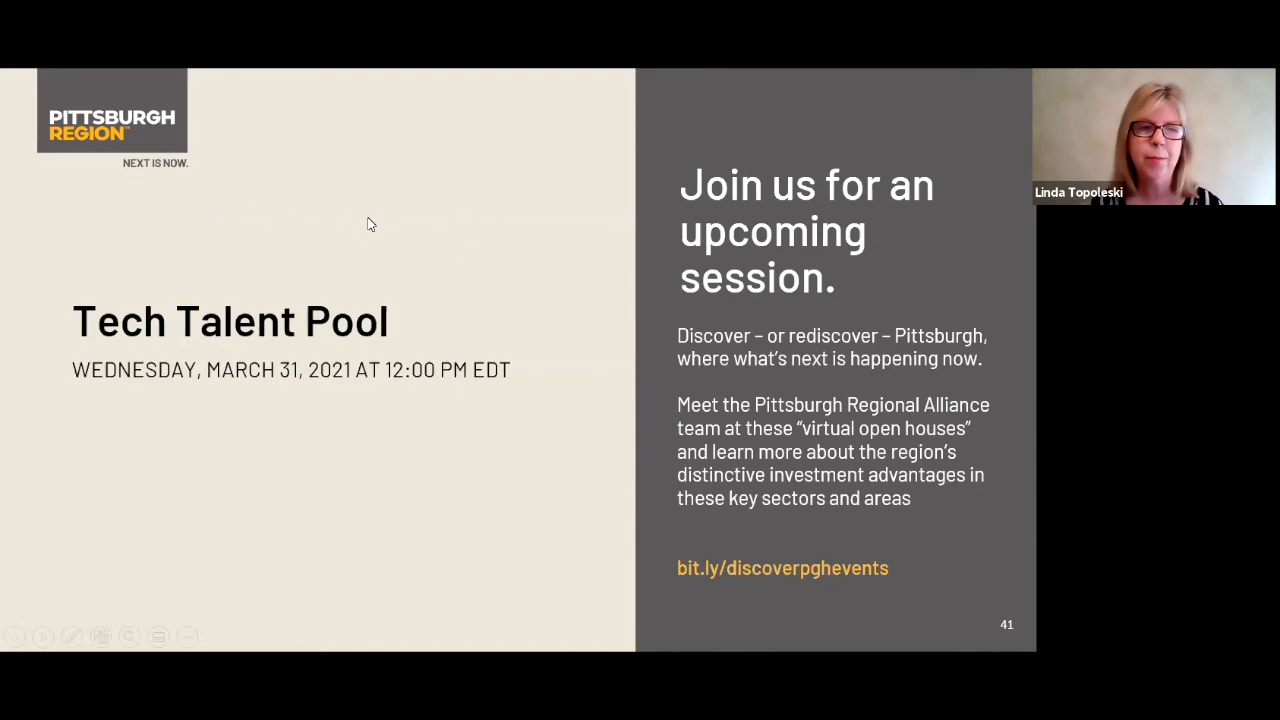 PITTSBURGH
REGION™
NEXT IS NOW.
Tech Talent Pool
WEDNESDAY, MARCH 31, 2021 AT 12:00 PM EDT
Join us for an
upcoming
session.
Discover – or rediscover – Pittsburgh,
where what's next is happening now.
Meet the Pittsburgh Regional Alliance
team at these “virtual open houses”
and learn more about the region's
distinctive investment advantages in
these key sectors and areas
bit.ly/discoverpghevents
41
Linda Topoleski